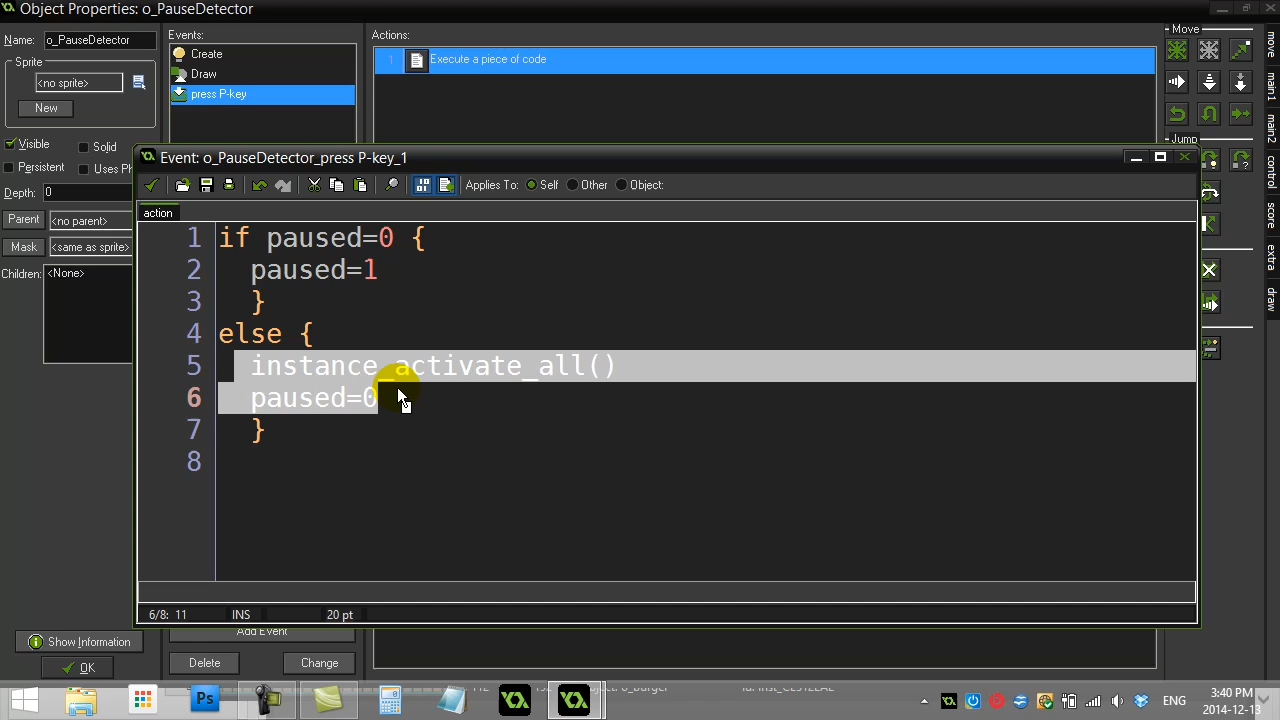 Object Properties: o_PauseDetector
Name: o_PauseDetector
Sprite
<no sprite>
New
Visible
Solid
Persistent
Uses Ph
Depth: 0
Parent <no parent>
Mask <same as sprite>
Children: <None>
Show Information
OK
Events:
Create
Draw
press P-key
Add Event
Delete
Change
Actions:
1 Execute a piece of code
Move
Jump
move
main1
main2
control
score
extra
draw
Event: o_PauseDetector_press P-key_1
Applies To: Self Other Object:
action
1 if paused=0 {
2 paused=1
3 }
4 else {
5 instance_activate_all()
6 paused=0
7 }
8
6/8: 11 INS 20 pt
Ps
ENG
3:40 PM
2014-12-13